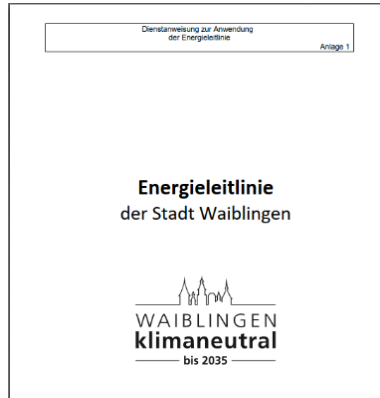 Dienstanweisung zur Anwendung
der Energieleitlinie
Anlage 1
Energieleitlinie
der Stadt Waiblingen
WAIBLINGEN
klimaneutral
bis 2035